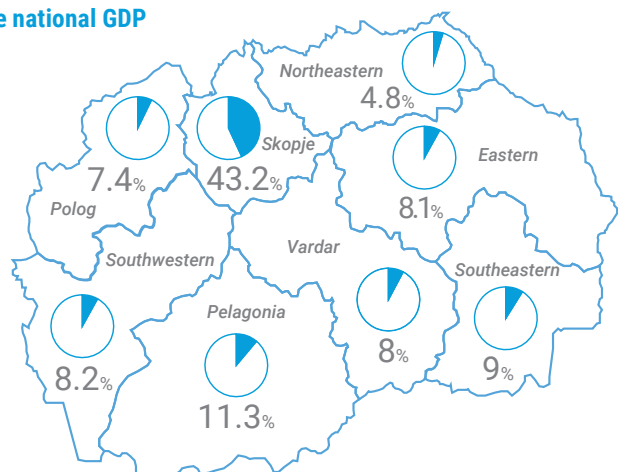 e national GDP
Northeastern
4.8%
Skopje
43.2%
7.4%
Polog
Eastern
8.1%
Southwestern
8.2%
Vardar
8%
Southeastern
9%
Pelagonia
11.3%